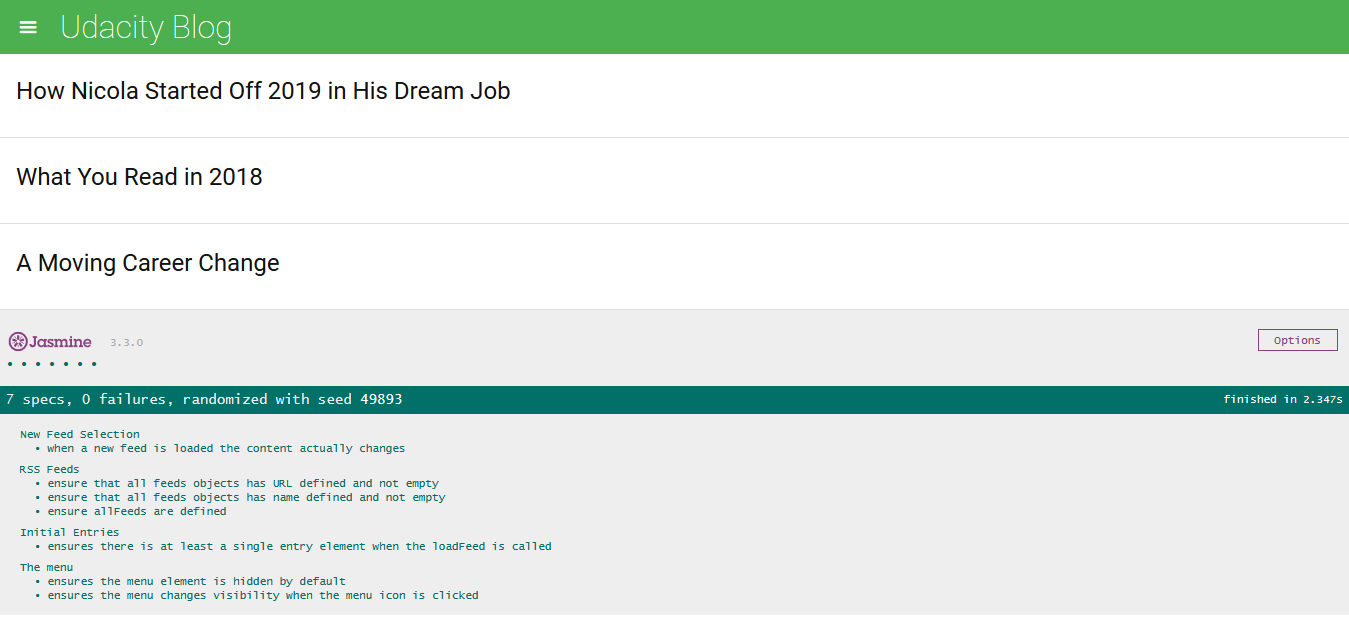 Udacity Blog
How Nicola Started Off 2019 in His Dream Job
What You Read in 2018
A Moving Career Change
Jasmine 3.3.0 Options
• • • • • • •
7 specs, 0 failures, randomized with seed 49893 finished in 2.347s
New Feed Selection
• when a new feed is loaded the content actually changes
RSS Feeds
• ensure that all feeds objects has URL defined and not empty
• ensure that all feeds objects has name defined and not empty
• ensure allFeeds are defined
Initial Entries
• ensures there is at least a single entry element when the loadFeed is called
The menu
• ensures the menu element is hidden by default
• ensures the menu changes visibility when the menu icon is clicked